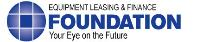 EQUIPMENT LEASING & FINANCE
FOUNDATION
Your Eye on the Future